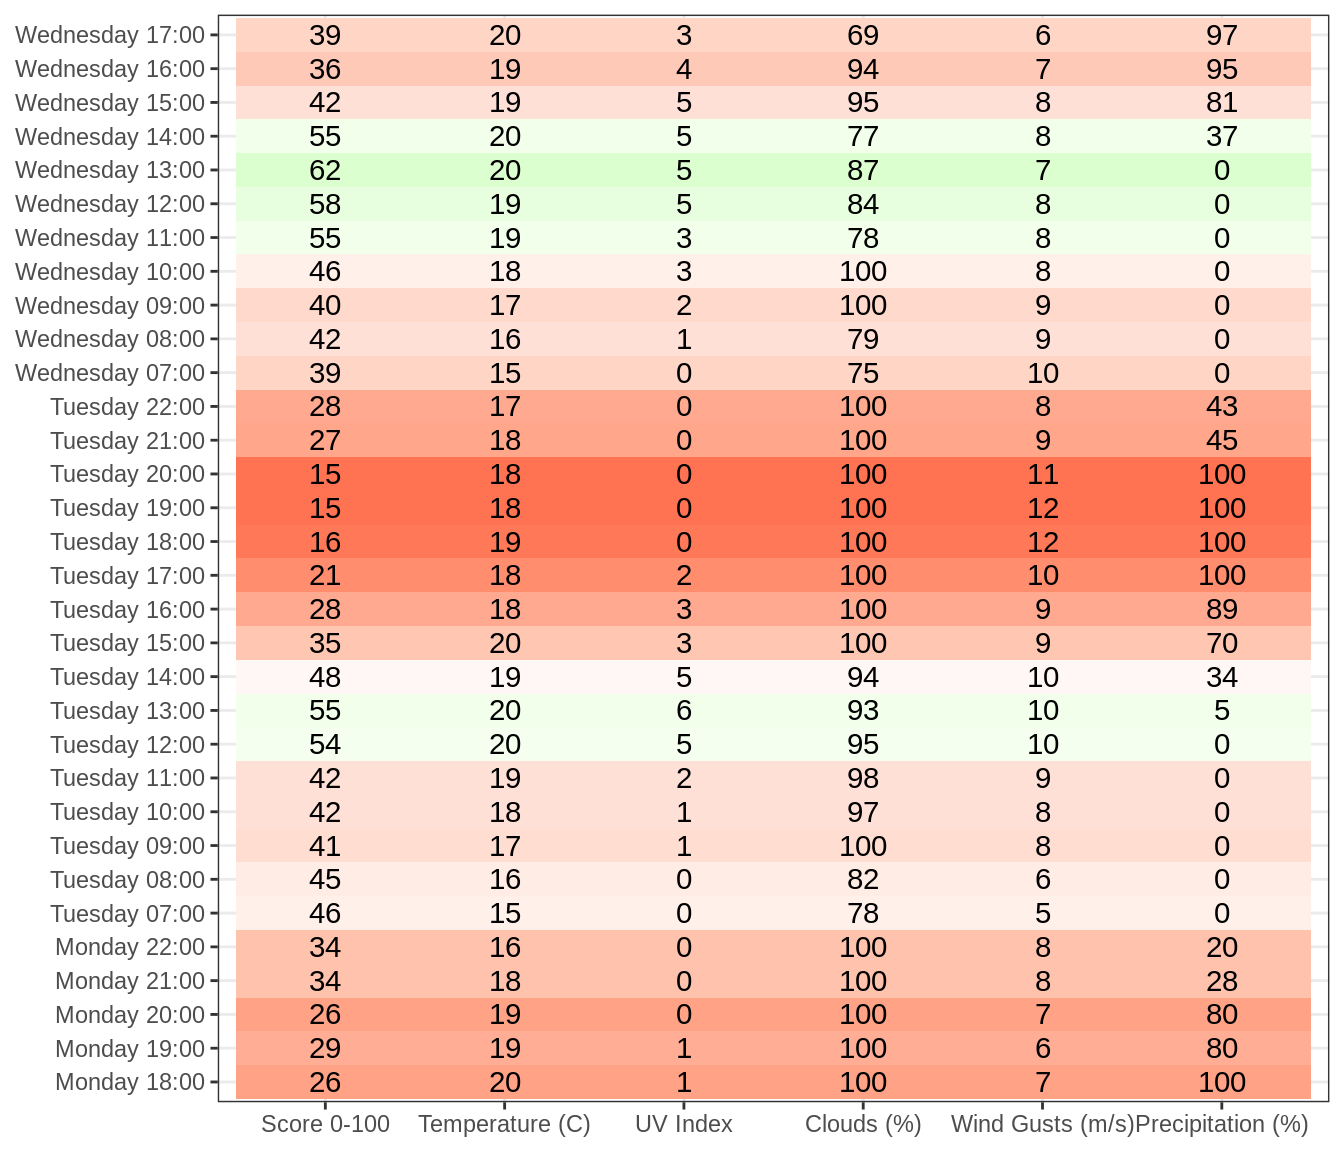 Wednesday 17:00 39 20 3 69 6 97
Wednesday 16:00 36 19 4 94 7 95
Wednesday 15:00 42 19 5 95 8 81
Wednesday 14:00 55 20 5 77 8 37
Wednesday 13:00 62 20 5 87 7 0
Wednesday 12:00 58 19 5 84 8 0
Wednesday 11:00 55 19 3 78 8 0
Wednesday 10:00 46 18 3 100 8 0
Wednesday 09:00 40 17 2 100 9 0
Wednesday 08:00 42 16 1 79 9 0
Wednesday 07:00 39 15 0 75 10 0
Tuesday 22:00 28 17 0 100 8 43
Tuesday 21:00 27 18 0 100 9 45
Tuesday 20:00 15 18 0 100 11 100
Tuesday 19:00 15 18 0 100 12 100
Tuesday 18:00 16 19 0 100 12 100
Tuesday 17:00 21 18 2 100 10 100
Tuesday 16:00 28 18 3 100 9 89
Tuesday 15:00 35 20 3 100 9 70
Tuesday 14:00 48 19 5 94 10 34
Tuesday 13:00 55 20 6 93 10 5
Tuesday 12:00 54 20 5 95 10 0
Tuesday 11:00 42 19 2 98 9 0
Tuesday 10:00 42 18 1 97 8 0
Tuesday 09:00 41 17 1 100 8 0
Tuesday 08:00 45 16 0 82 6 0
Tuesday 07:00 46 15 0 78 5 0
Monday 22:00 34 16 0 100 8 20
Monday 21:00 34 18 0 100 8 28
Monday 20:00 26 19 0 100 7 80
Monday 19:00 29 19 1 100 6 80
Monday 18:00 26 20 1 100 7 100
Score 0-100 Temperature (C) UV Index Clouds (%) Wind Gusts (m/s) Precipitation (%)